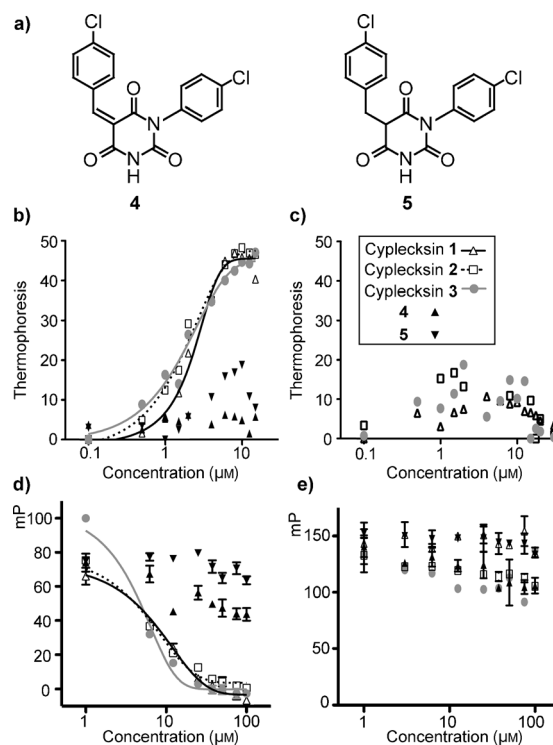 a)
Cl
Cl
O
N
O
N
H
O
4
Cl
Cl
O
N
O
N
H
O
5
b)
50
40
30
20
10
0
Thermophoresis
0.1
1
10
Concentration (µM)
c)
50
40
30
20
10
0
Thermophoresis
Cyplecksin 1
Cyplecksin 2
Cyplecksin 3
4
5
0.1
1
10
Concentration (µM)
d)
mP
100
80
60
40
20
0
1
10
100
Concentration (µM)
e)
mP
150
100
50
0
1
10
100
Concentration (µM)